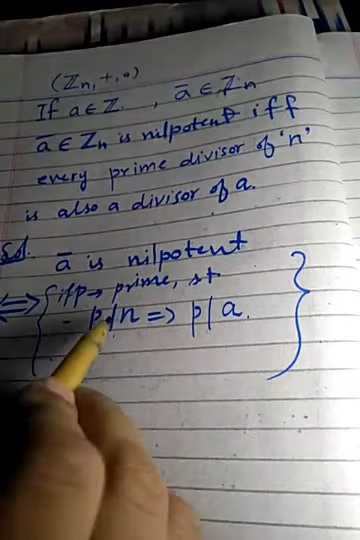 (ℤn, +, ·)
If a ∈ ℤ. , ā ∈ ℤn
ā ∈ ℤn is nilpotent iff
every prime divisor of 'n'
is also a divisor of a.
Sol. ā is nilpotent
⟺ { if p → prime, st
p|n ⇒ p|a. }